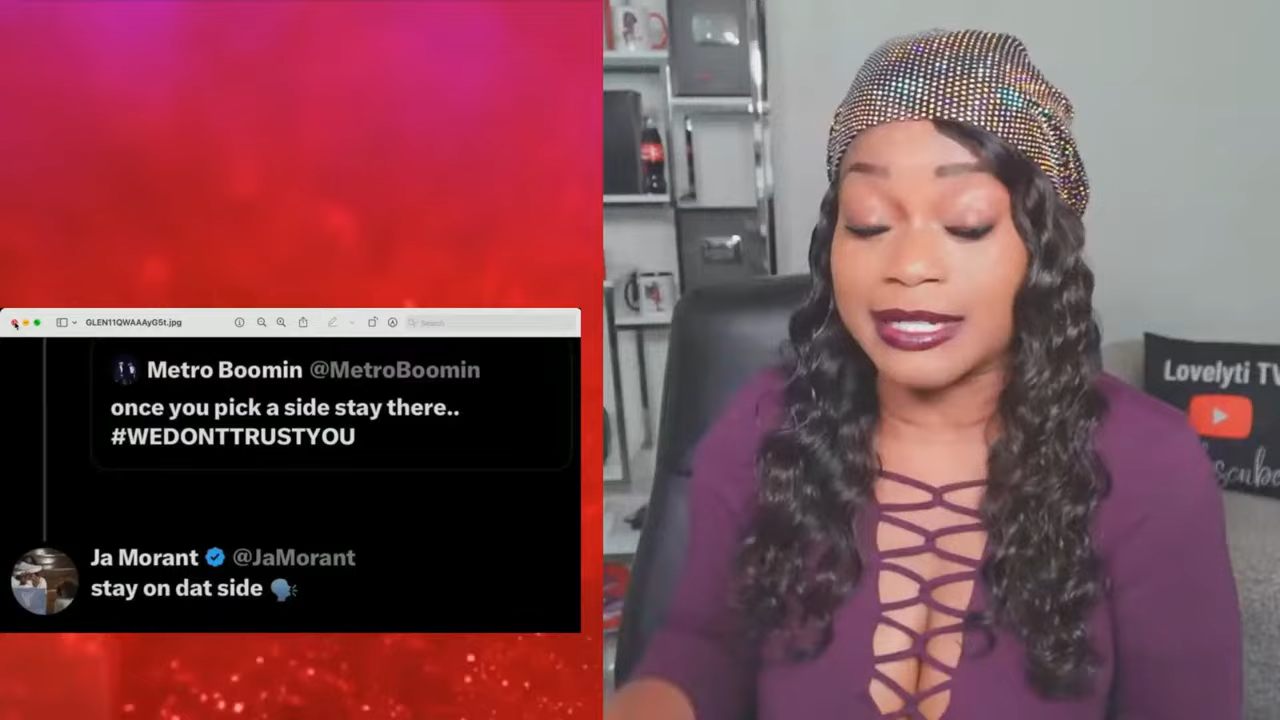 GLEN11QWAAAyG5t.jpg
Search
Metro Boomin @MetroBoomin
once you pick a side stay there..
#WEDONTTRUSTYOU
Ja Morant @JaMorant
stay on dat side
Lovelyti TV